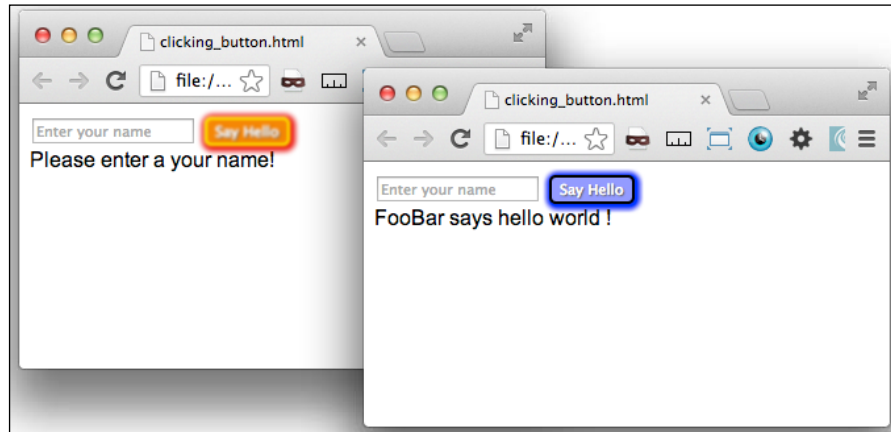 clicking_button.html
file:/...
Enter your name
Say Hello
Please enter a your name!
clicking_button.html
file:/...
Enter your name
Say Hello
FooBar says hello world !